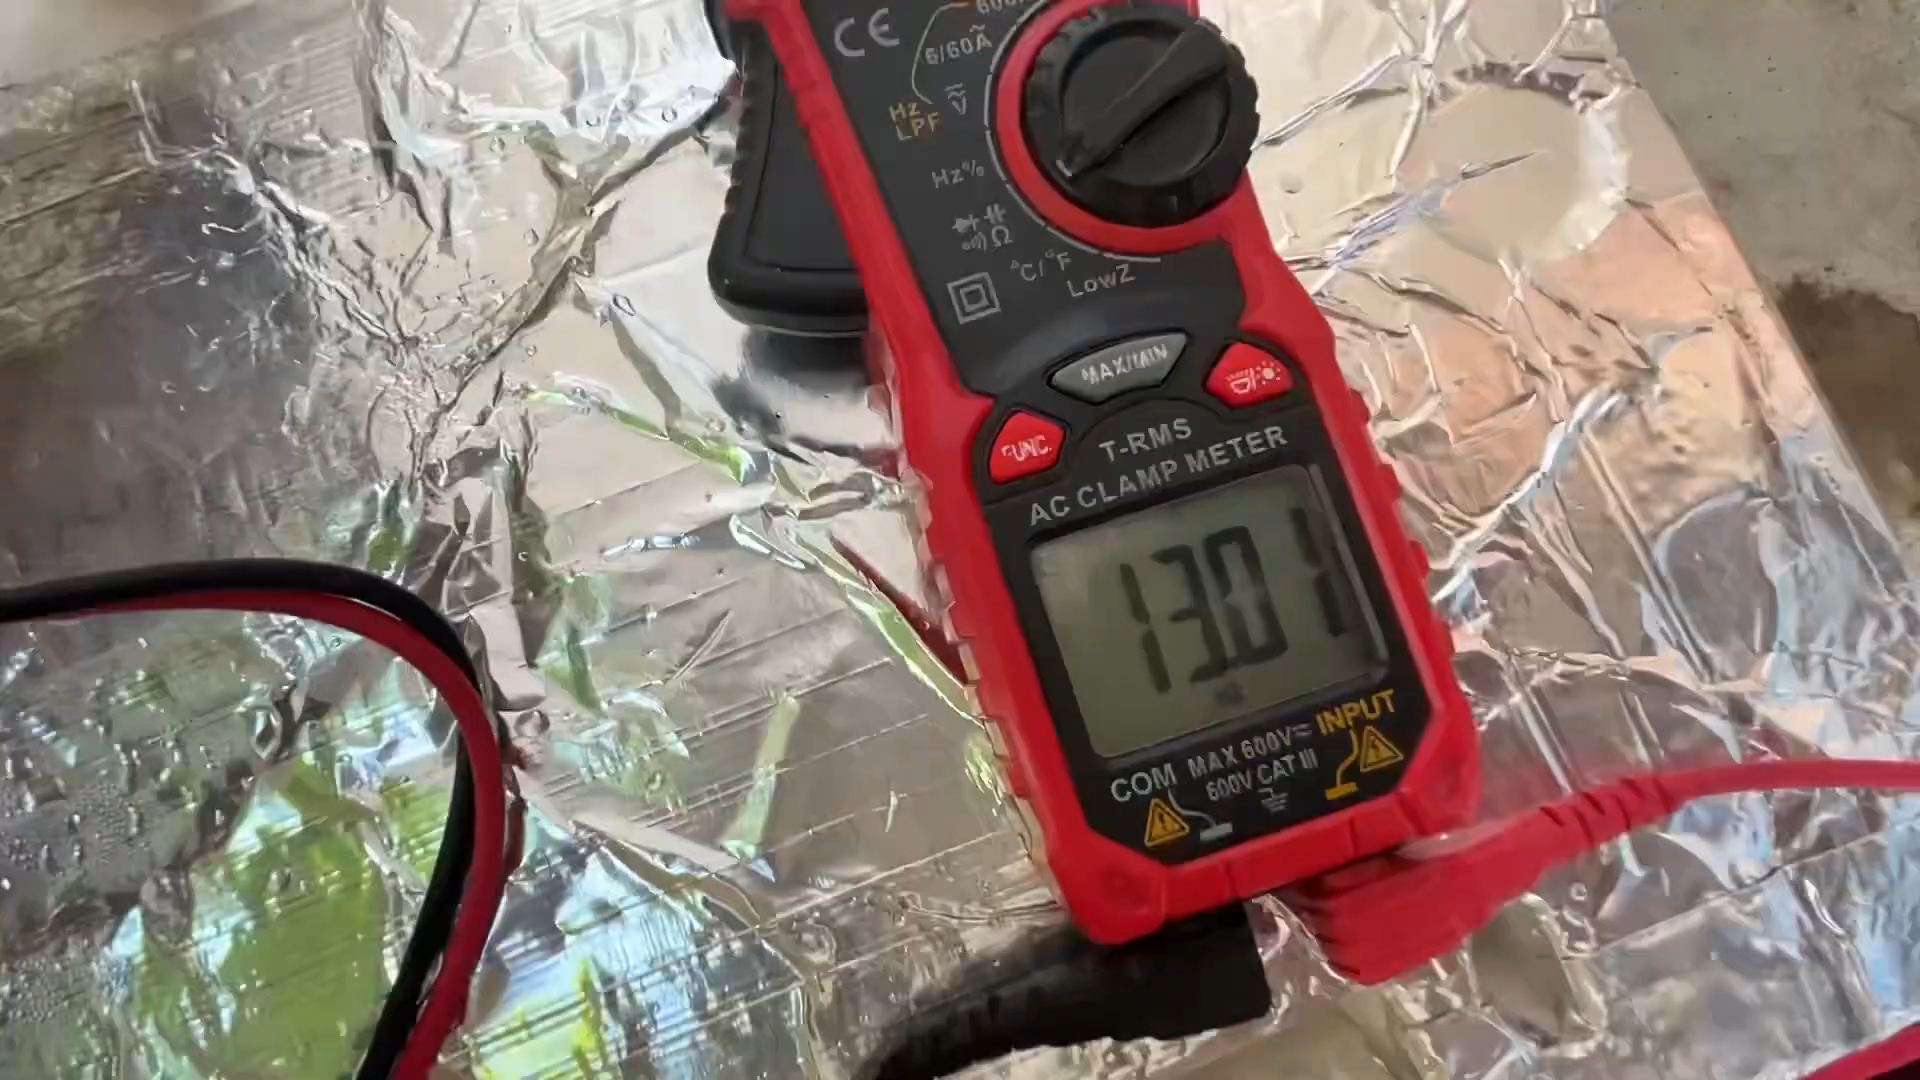 CE
6/60A
Hz
LPF
V
Hz%
Ω
°C/°F
LowZ
MAX/MIN
FUNC.
T-RMS
AC CLAMP METER
13.01
INPUT
COM MAX 600V
600V CAT III